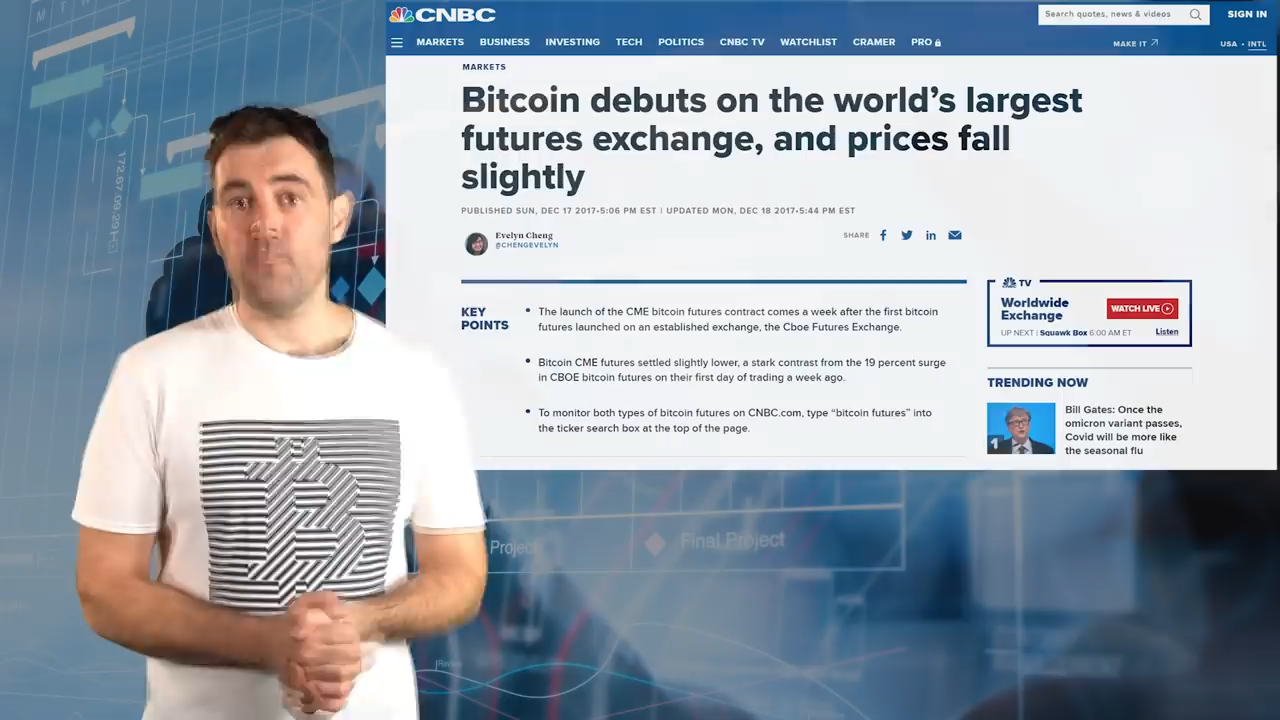 CNBC
Search quotes, news & videos
SIGN IN
MARKETS BUSINESS INVESTING TECH POLITICS CNBC TV WATCHLIST CRAMER PRO
MAKE IT
USA • INTL
MARKETS
Bitcoin debuts on the world's largest
futures exchange, and prices fall
slightly
PUBLISHED SUN, DEC 17 2017•5:06 PM EST | UPDATED MON, DEC 18 2017•5:44 PM EST
Evelyn Cheng
@CHENGEVELYN
SHARE
KEY
POINTS
• The launch of the CME bitcoin futures contract comes a week after the first bitcoin
futures launched on an established exchange, the Cboe Futures Exchange.
• Bitcoin CME futures settled slightly lower, a stark contrast from the 19 percent surge
in CBOE bitcoin futures on their first day of trading a week ago.
• To monitor both types of bitcoin futures on CNBC.com, type “bitcoin futures” into
the ticker search box at the top of the page.
TV
Worldwide
Exchange
WATCH LIVE
UP NEXT | Squawk Box 6:00 AM ET
Listen
TRENDING NOW
1
Bill Gates: Once the
omicron variant passes,
Covid will be more like
the seasonal flu
Project
Final Project